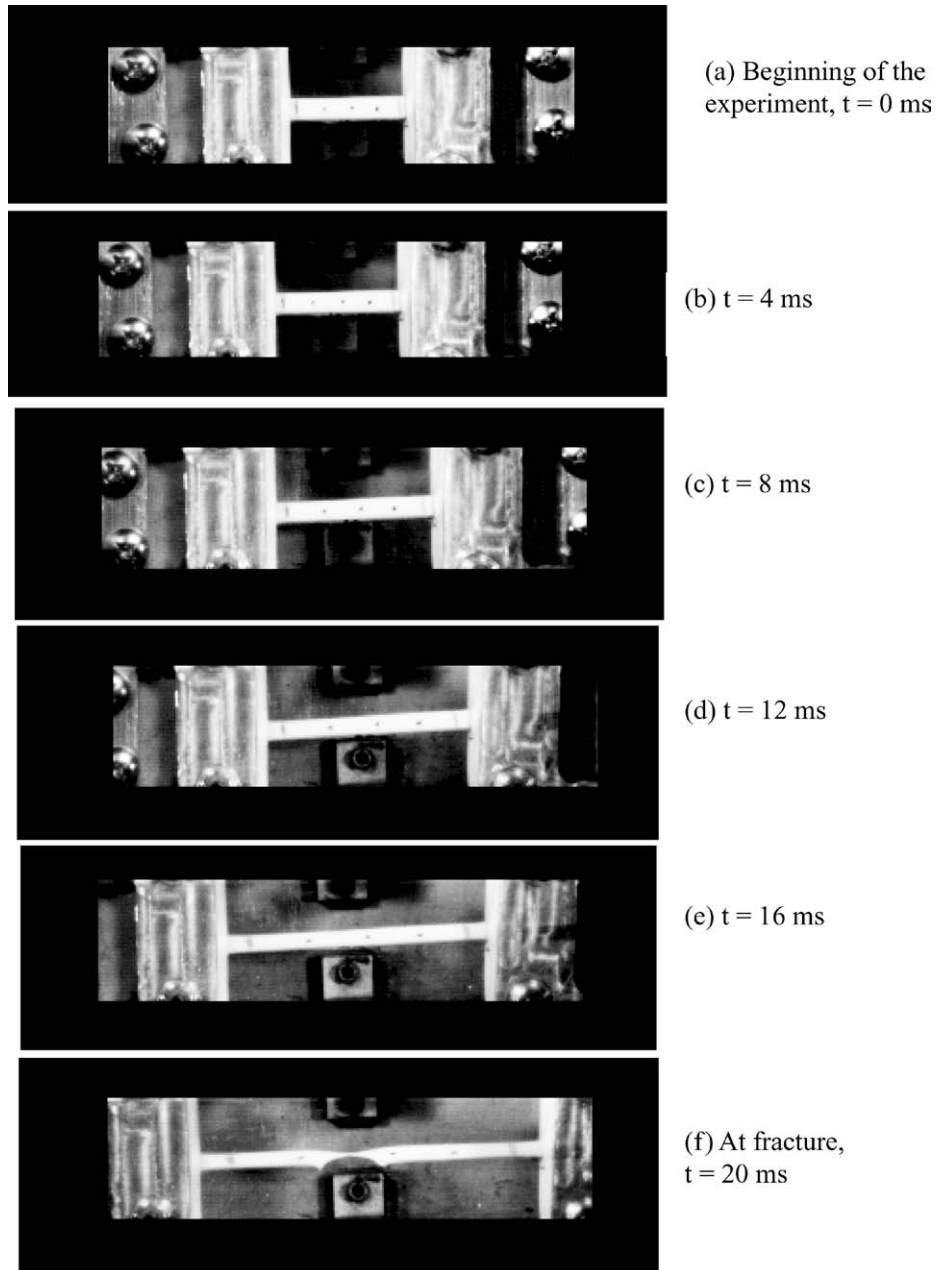 (a) Beginning of the
experiment, t = 0 ms
(b) t = 4 ms
(c) t = 8 ms
(d) t = 12 ms
(e) t = 16 ms
(f) At fracture,
t = 20 ms